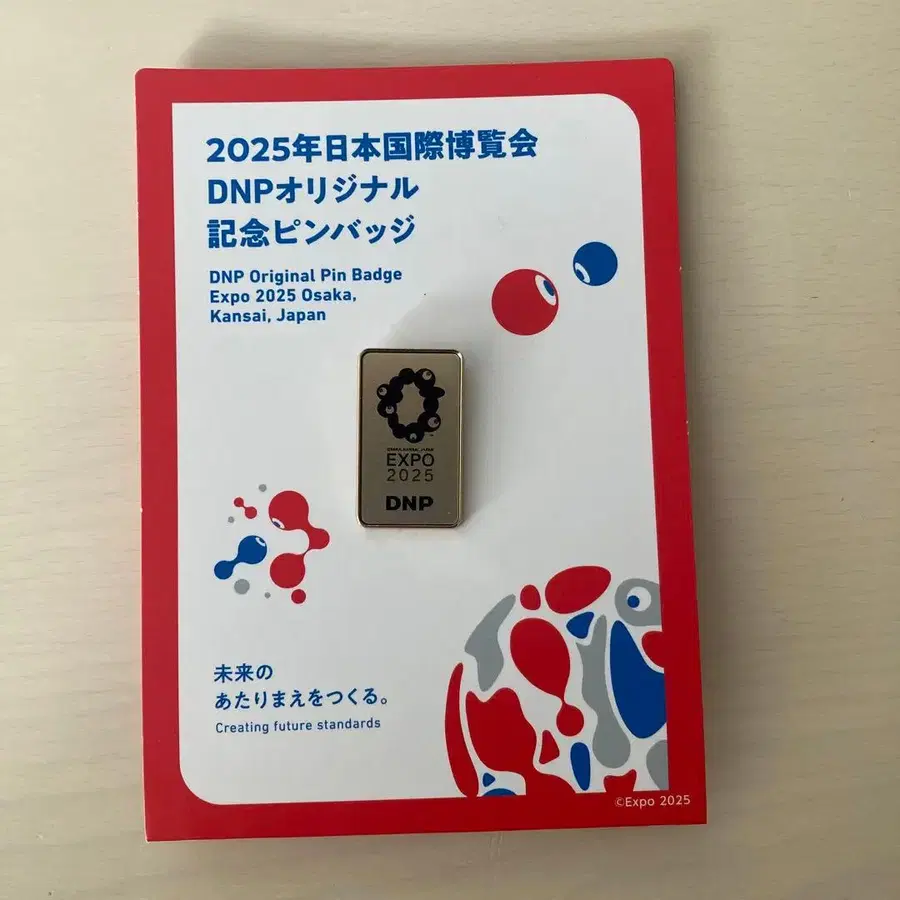 2025年日本国際博覧会
DNPオリジナル
記念ピンバッジ
DNP Original Pin Badge
Expo 2025 Osaka,
Kansai, Japan
EXPO
2025
DNP
未来の
あたりまえをつくる。
Creating future standards
©Expo 2025